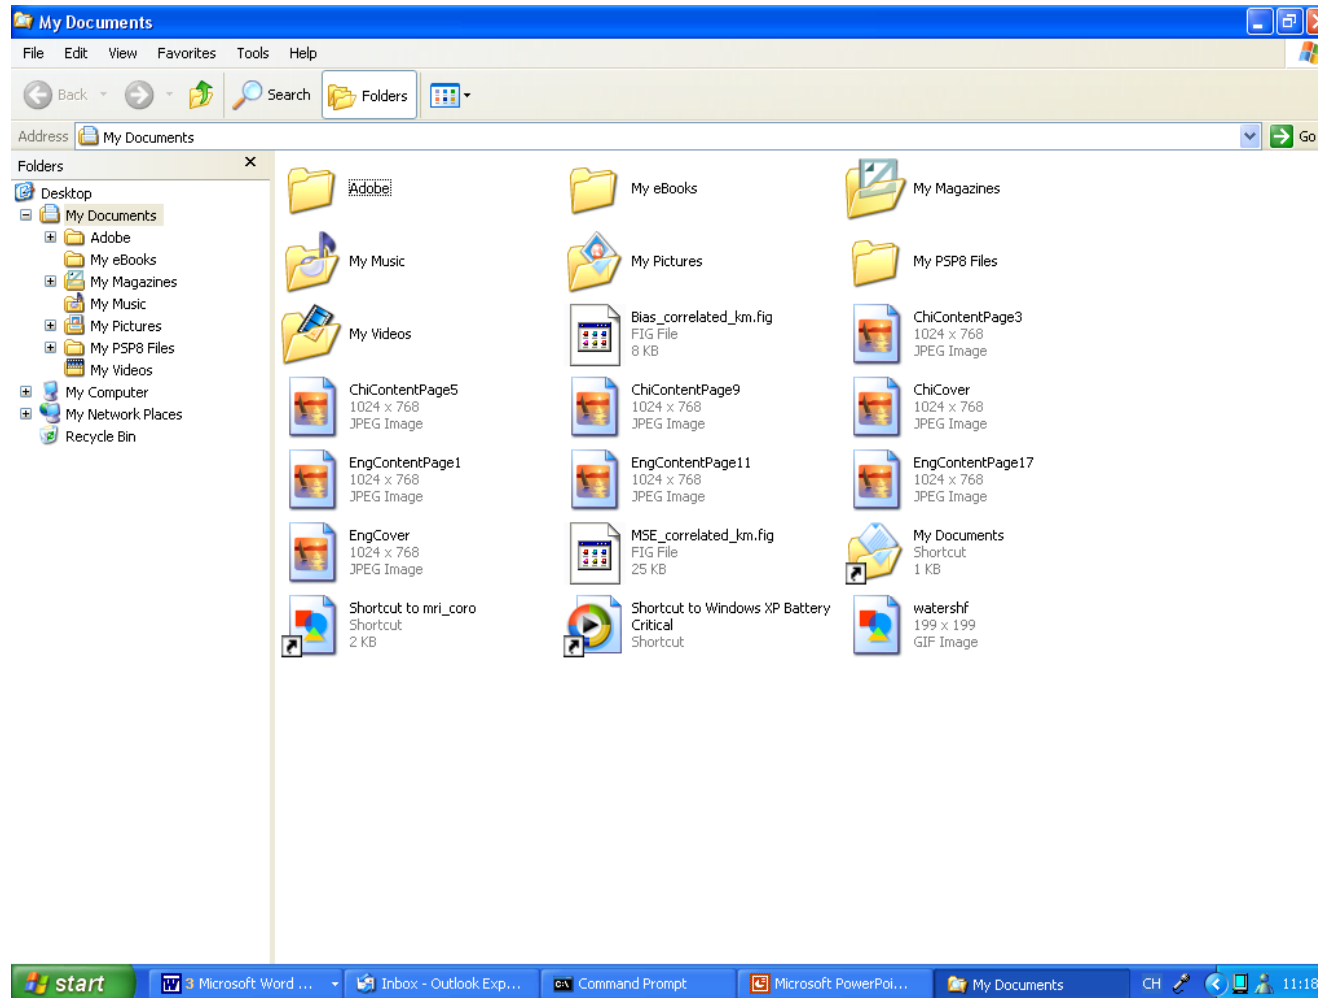 My Documents
File Edit View Favorites Tools Help
Back Search Folders
Address My Documents Go
Folders
Desktop
My Documents
Adobe
My eBooks
My Magazines
My Music
My Pictures
My PSP8 Files
My Videos
My Computer
My Network Places
Recycle Bin
Adobe
My eBooks
My Magazines
My Music
My Pictures
My PSP8 Files
My Videos
Bias_correlated_km.fig
FIG File
8 KB
ChiContentPage3
1024 x 768
JPEG Image
ChiContentPage5
1024 x 768
JPEG Image
ChiContentPage9
1024 x 768
JPEG Image
ChiCover
1024 x 768
JPEG Image
EngContentPage1
1024 x 768
JPEG Image
EngContentPage11
1024 x 768
JPEG Image
EngContentPage17
1024 x 768
JPEG Image
EngCover
1024 x 768
JPEG Image
MSE_correlated_km.fig
FIG File
25 KB
My Documents
Shortcut
1 KB
Shortcut to mri_coro
Shortcut
2 KB
Shortcut to Windows XP Battery
Critical
Shortcut
watershf
199 x 199
GIF Image
start 3 Microsoft Word ... Inbox - Outlook Exp... Command Prompt Microsoft PowerPoi... My Documents CH 11:18